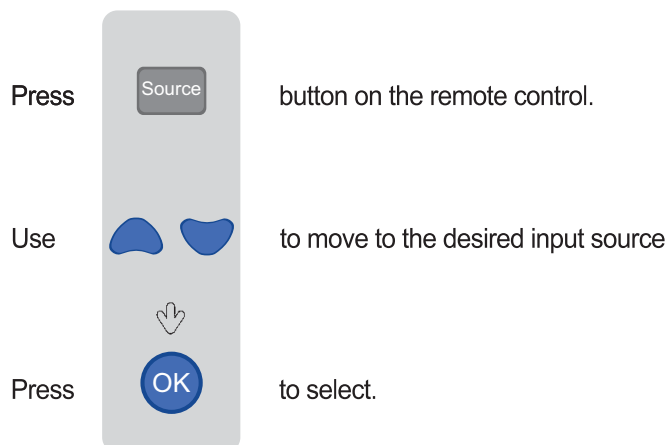 Press Source button on the remote control.
Use to move to the desired input source
Press OK to select.